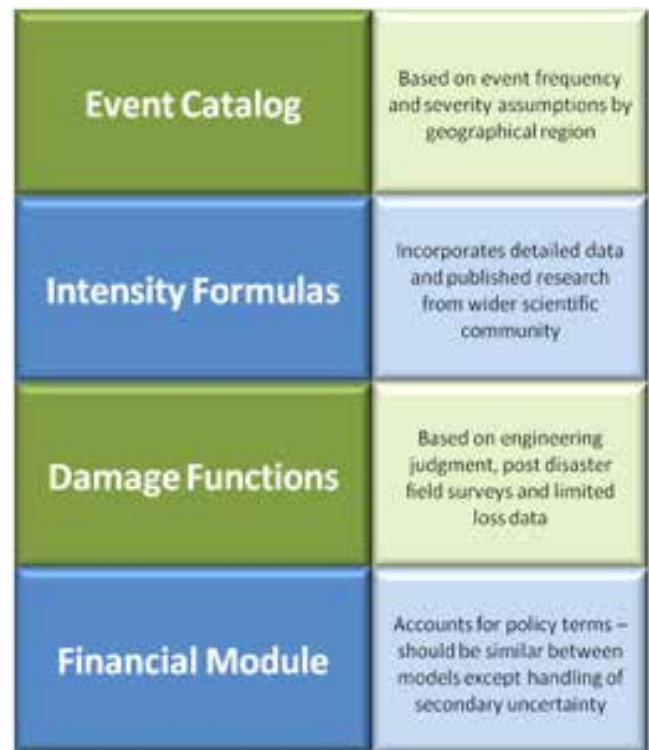 Event Catalog
Based on event frequency
and severity assumptions by
geographical region
Intensity Formulas
Incorporates detailed data
and published research
from wider scientific
community
Damage Functions
Based on engineering
judgment, post disaster
field surveys and limited
loss data
Financial Module
Accounts for policy terms –
should be similar between
models except handling of
secondary uncertainty